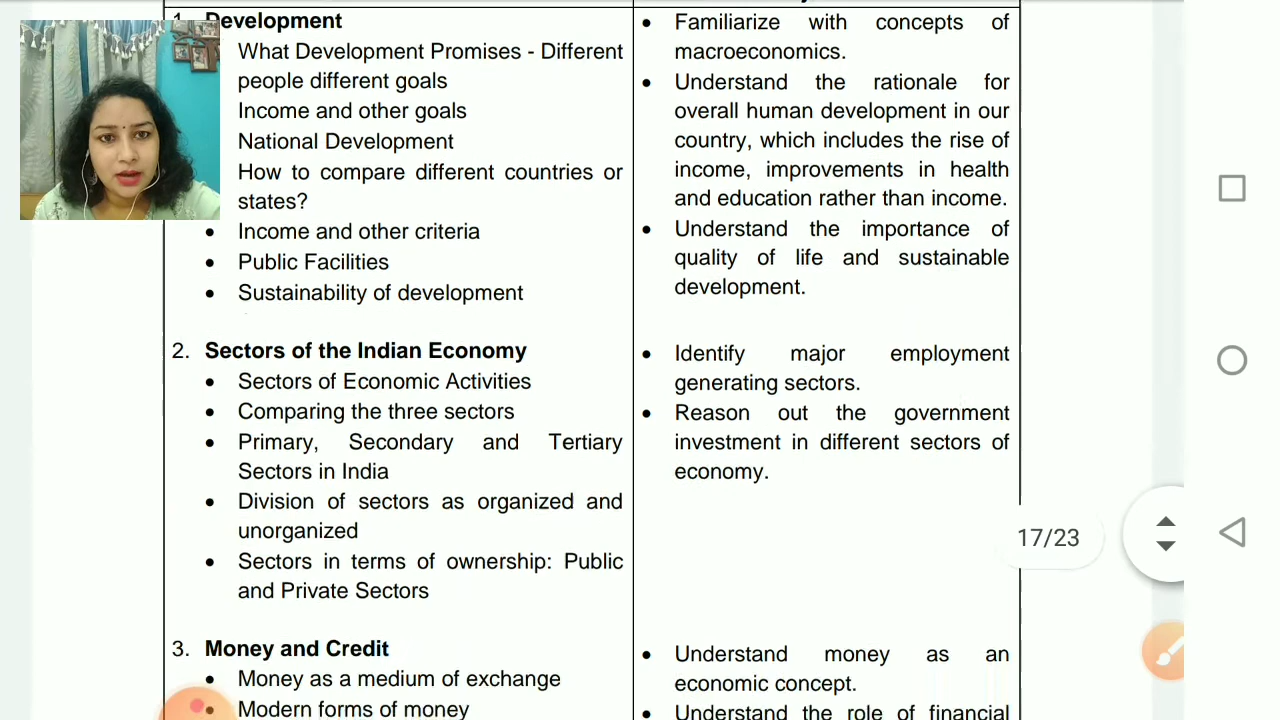 1. Development
What Development Promises - Different
people different goals
Income and other goals
National Development
How to compare different countries or
states?
• Income and other criteria
• Public Facilities
• Sustainability of development
2. Sectors of the Indian Economy
• Sectors of Economic Activities
• Comparing the three sectors
• Primary, Secondary and Tertiary
Sectors in India
• Division of sectors as organized and
unorganized
• Sectors in terms of ownership: Public
and Private Sectors
3. Money and Credit
• Money as a medium of exchange
• Modern forms of money
• Familiarize with concepts of
macroeconomics.
• Understand the rationale for
overall human development in our
country, which includes the rise of
income, improvements in health
and education rather than income.
• Understand the importance of
quality of life and sustainable
development.
• Identify major employment
generating sectors.
• Reason out the government
investment in different sectors of
economy.
• Understand money as an
economic concept.
• Understand the role of financial
17/23